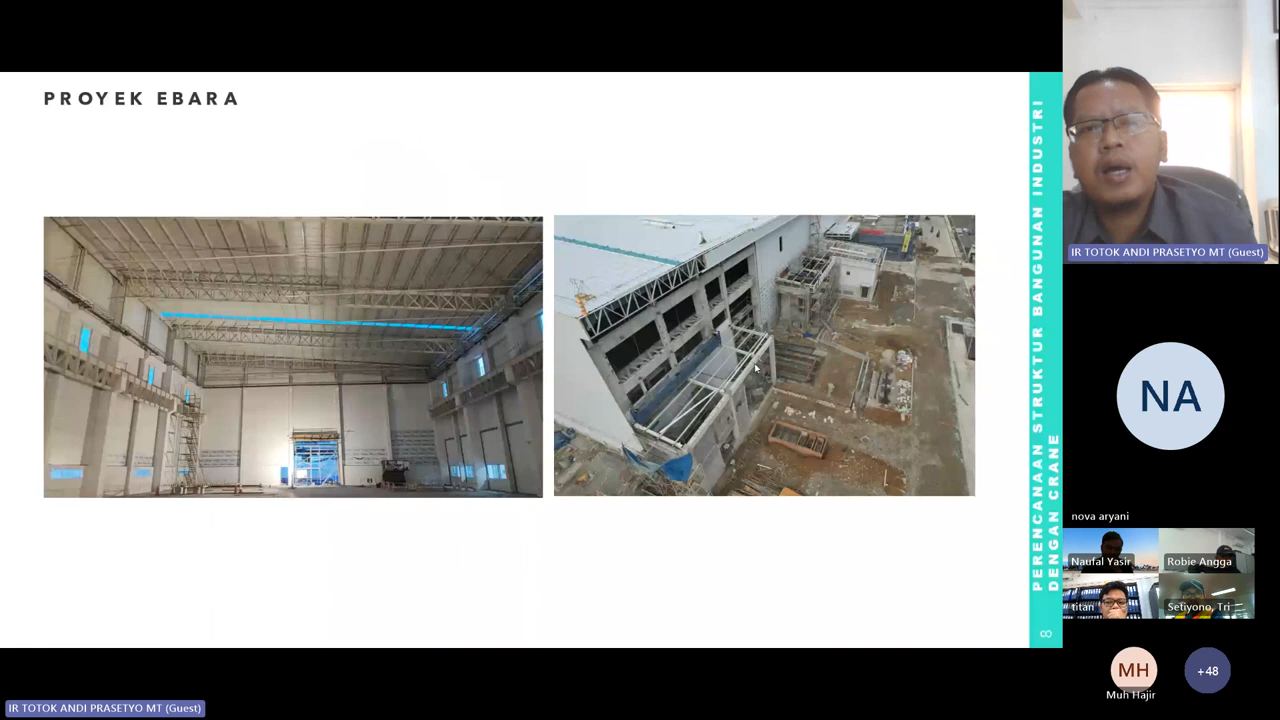 PROYEK EBARA
PERENCANAAN STRUKTUR BANGUNAN INDUSTRI
DENGAN CRANE
8
IR TOTOK ANDI PRASETYO MT (Guest)
NA
nova aryani
Naufal Yasir
Robie Angga
titan
Setiyono, Tri
MH
Muh Hajir
+48
IR TOTOK ANDI PRASETYO MT (Guest)